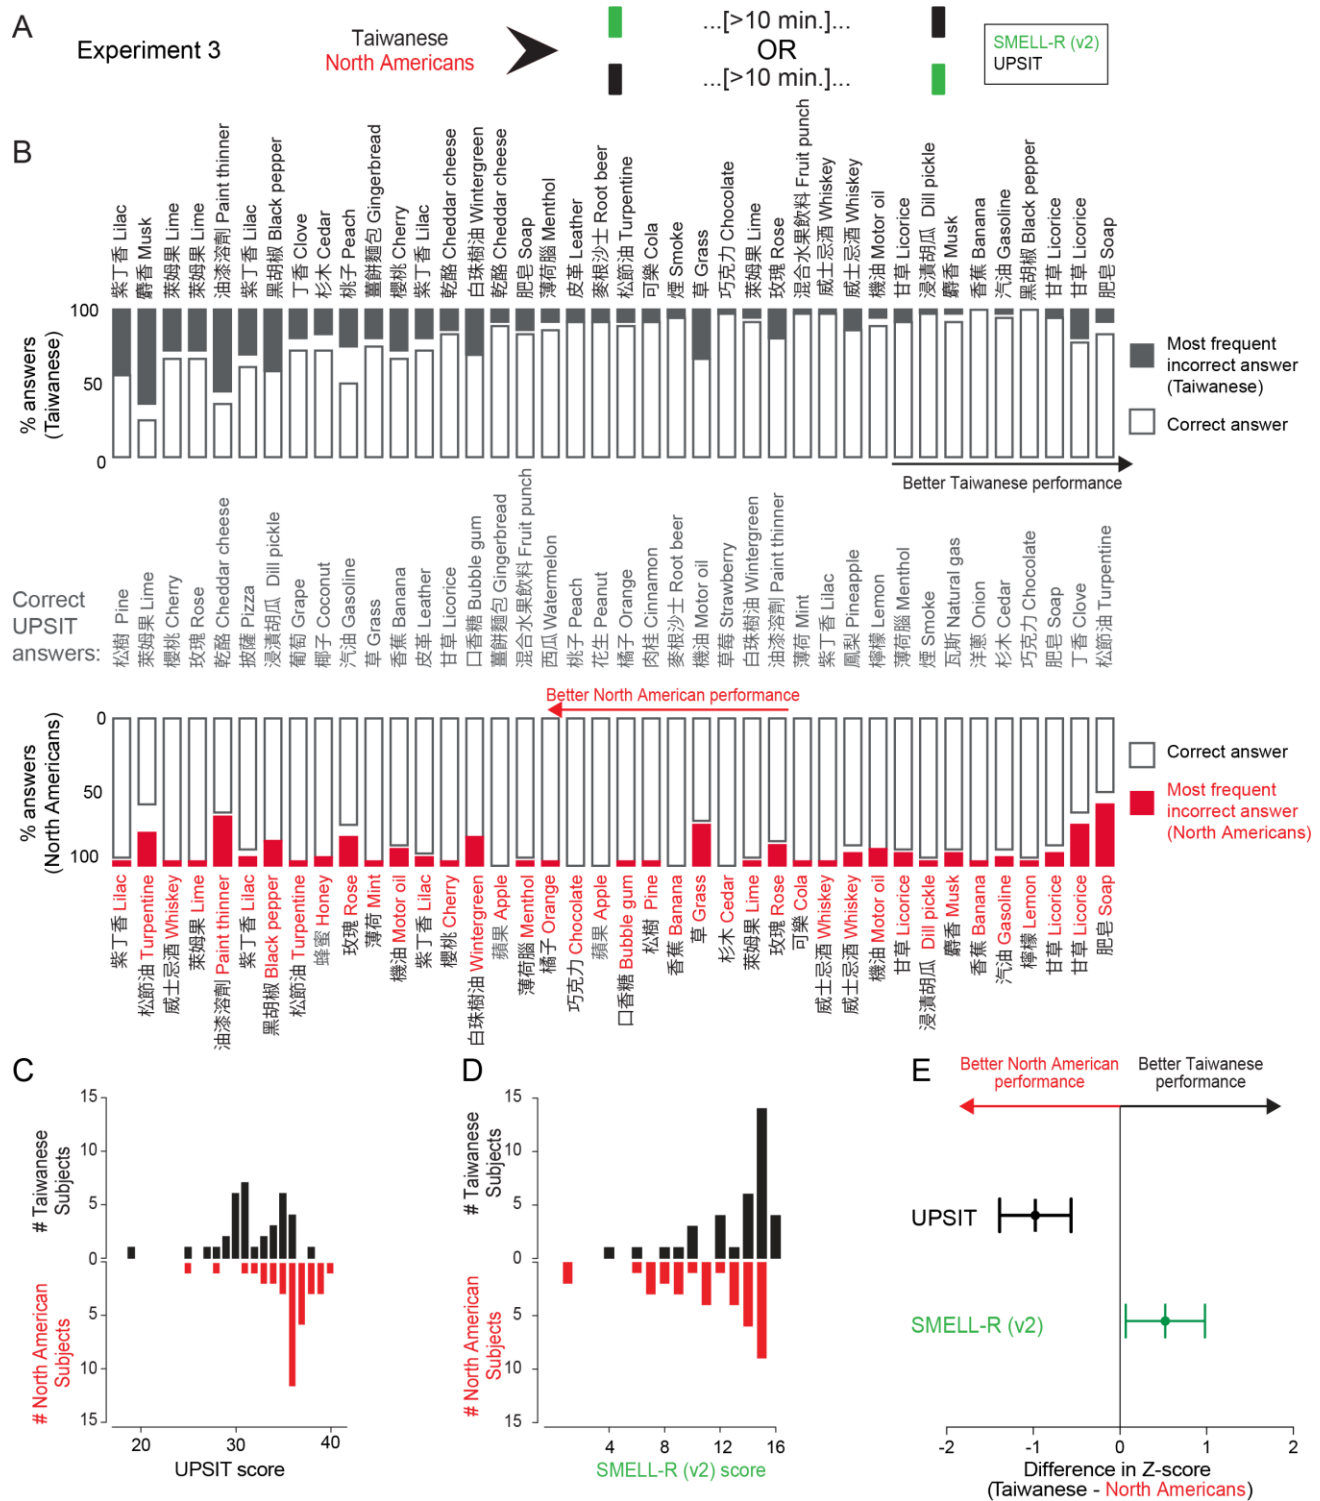 A
Experiment 3
Taiwanese
North Americans
...[>10 min.]...
OR
...[>10 min.]...
SMELL-R (v2)
UPSIT
B
紫丁香 Lilac
麝香 Musk
萊姆果 Lime
萊姆果 Lime
油漆溶劑 Paint thinner
紫丁香 Lilac
黑胡椒 Black pepper
丁香 Clove
杉木 Cedar
桃子 Peach
薑餅麵包 Gingerbread
櫻桃 Cherry
紫丁香 Lilac
乾酪 Cheddar cheese
白珠樹油 Wintergreen
乾酪 Cheddar cheese
肥皂 Soap
薄荷腦 Menthol
皮革 Leather
麥根沙士 Root beer
松節油 Turpentine
可樂 Cola
煙 Smoke
草 Grass
巧克力 Chocolate
萊姆果 Lime
玫瑰 Rose
混合水果飲料 Fruit punch
威士忌酒 Whiskey
威士忌酒 Whiskey
機油 Motor oil
甘草 Licorice
浸漬胡瓜 Dill pickle
麝香 Musk
香蕉 Banana
汽油 Gasoline
黑胡椒 Black pepper
甘草 Licorice
甘草 Licorice
肥皂 Soap
% answers
(Taiwanese)
100
50
0
Most frequent
incorrect answer
(Taiwanese)
Correct answer
Better Taiwanese performance
Correct
UPSIT
answers:
松樹 Pine
萊姆果 Lime
櫻桃 Cherry
玫瑰 Rose
乾酪 Cheddar cheese
披薩 Pizza
浸漬胡瓜 Dill pickle
葡萄 Grape
椰子 Coconut
汽油 Gasoline
草 Grass
香蕉 Banana
皮革 Leather
甘草 Licorice
口香糖 Bubble gum
薑餅麵包 Gingerbread
混合水果飲料 Fruit punch
西瓜 Watermelon
桃子 Peach
花生 Peanut
橘子 Orange
肉桂 Cinnamon
麥根沙士 Root beer
機油 Motor oil
草莓 Strawberry
白珠樹油 Wintergreen
油漆溶劑 Paint thinner
薄荷 Mint
紫丁香 Lilac
鳳梨 Pineapple
檸檬 Lemon
薄荷腦 Menthol
煙 Smoke
瓦斯 Natural gas
洋蔥 Onion
杉木 Cedar
巧克力 Chocolate
肥皂 Soap
丁香 Clove
松節油 Turpentine
Better North American performance
% answers
(North Americans)
0
50
100
Correct answer
Most frequent
incorrect answer
(North Americans)
紫丁香 Lilac
松節油 Turpentine
威士忌酒 Whiskey
萊姆果 Lime
油漆溶劑 Paint thinner
紫丁香 Lilac
黑胡椒 Black pepper
松節油 Turpentine
蜂蜜 Honey
玫瑰 Rose
薄荷 Mint
機油 Motor oil
紫丁香 Lilac
櫻桃 Cherry
白珠樹油 Wintergreen
蘋果 Apple
薄荷腦 Menthol
橘子 Orange
巧克力 Chocolate
蘋果 Apple
口香糖 Bubble gum
松樹 Pine
香蕉 Banana
草 Grass
杉木 Cedar
萊姆果 Lime
玫瑰 Rose
可樂 Cola
威士忌酒 Whiskey
威士忌酒 Whiskey
機油 Motor oil
甘草 Licorice
浸漬胡瓜 Dill pickle
麝香 Musk
香蕉 Banana
汽油 Gasoline
檸檬 Lemon
甘草 Licorice
甘草 Licorice
肥皂 Soap
C
# Taiwanese
Subjects
# North American
Subjects
15
10
5
0
5
10
15
20 30 40
UPSIT score
D
# Taiwanese
Subjects
# North American
Subjects
15
10
5
0
5
10
15
4 8 12 16
SMELL-R (v2) score
E
Better North American
performance
Better Taiwanese
performance
UPSIT
SMELL-R (v2)
-2 -1 0 1 2
Difference in Z-score
(Taiwanese - North Americans)